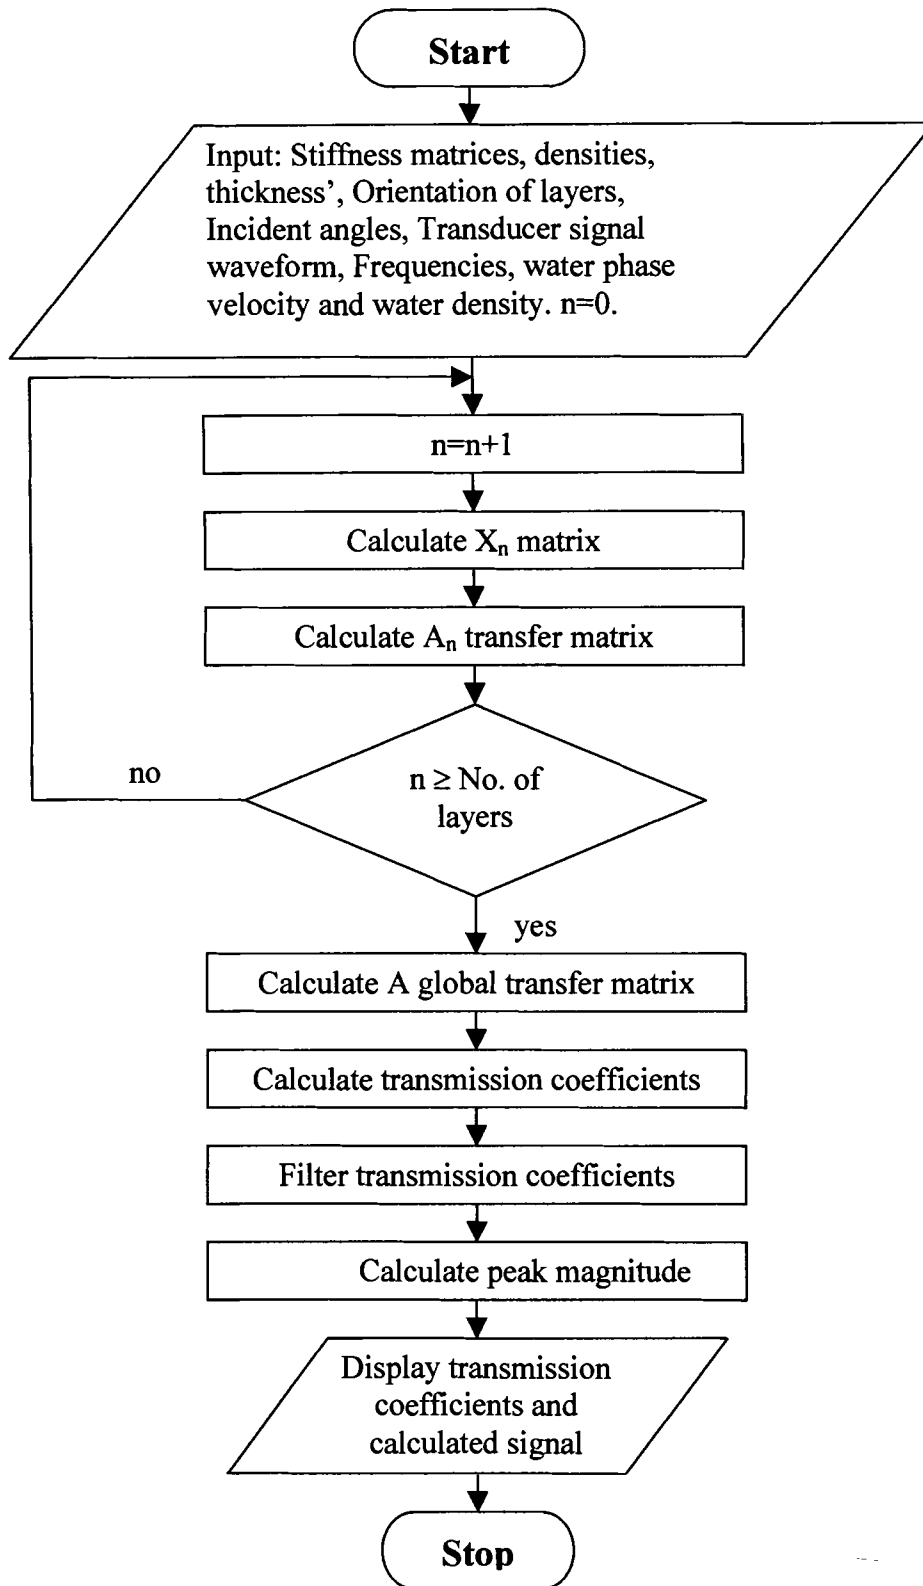 Start
Input: Stiffness matrices, densities,
thickness’, Orientation of layers,
Incident angles, Transducer signal
waveform, Frequencies, water phase
velocity and water density. n=0.
n=n+1
Calculate Xₙ matrix
Calculate Aₙ transfer matrix
no
n ≥ No. of
layers
yes
Calculate A global transfer matrix
Calculate transmission coefficients
Filter transmission coefficients
Calculate peak magnitude
Display transmission
coefficients and
calculated signal
Stop